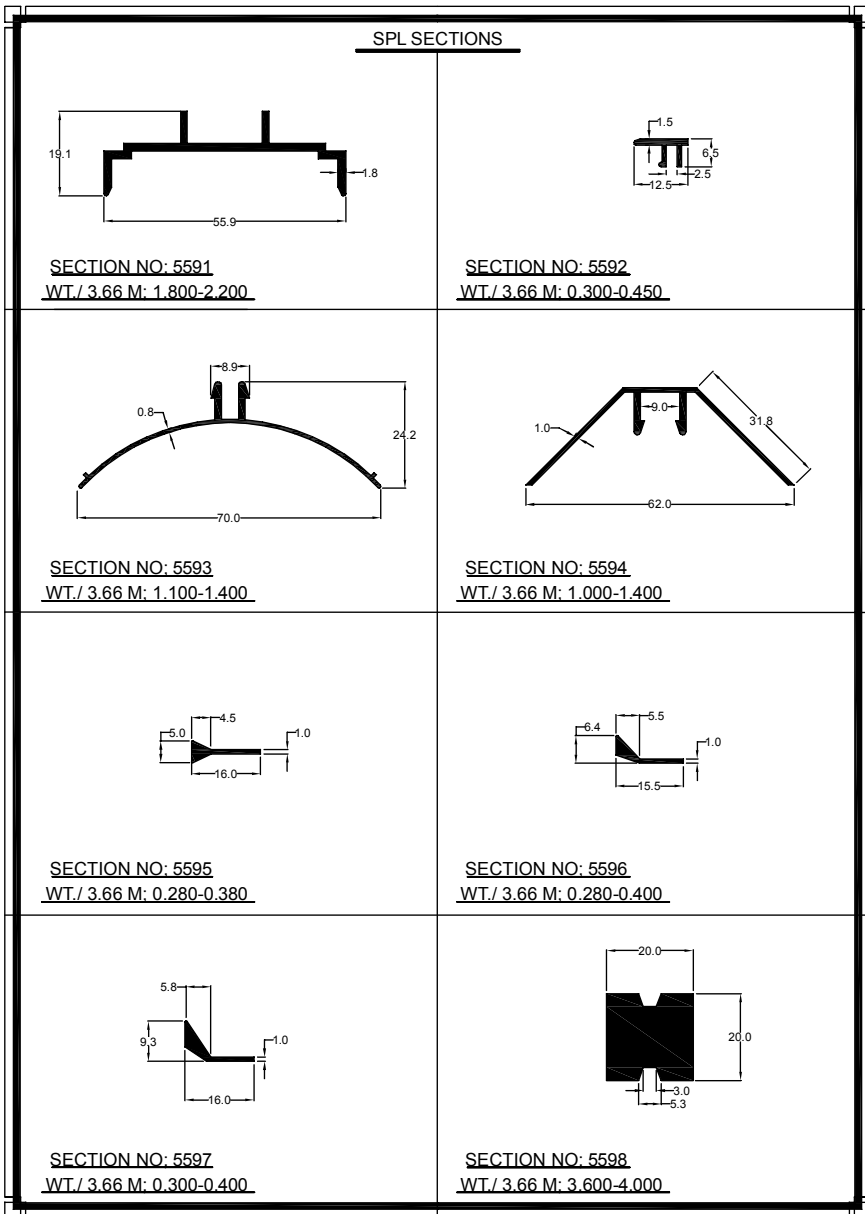 SPL SECTIONS
19.1
1.8
55.9
SECTION NO; 5591
WT./ 3.66 M; 1.800-2.200
1.5
6.5
2.5
12.5
SECTION NO; 5592
WT./ 3.66 M; 0.300-0.450
8.9
0.8
24.2
70.0
SECTION NO; 5593
WT./ 3.66 M; 1.100-1.400
9.0
1.0
31.8
62.0
SECTION NO; 5594
WT./ 3.66 M; 1.000-1.400
4.5
5.0
1.0
16.0
SECTION NO; 5595
WT./ 3.66 M; 0.280-0.380
5.5
6.4
1.0
15.5
SECTION NO; 5596
WT./ 3.66 M; 0.280-0.400
5.8
9.3
1.0
16.0
SECTION NO; 5597
WT./ 3.66 M; 0.300-0.400
20.0
20.0
3.0
5.3
SECTION NO; 5598
WT./ 3.66 M; 3.600-4.000